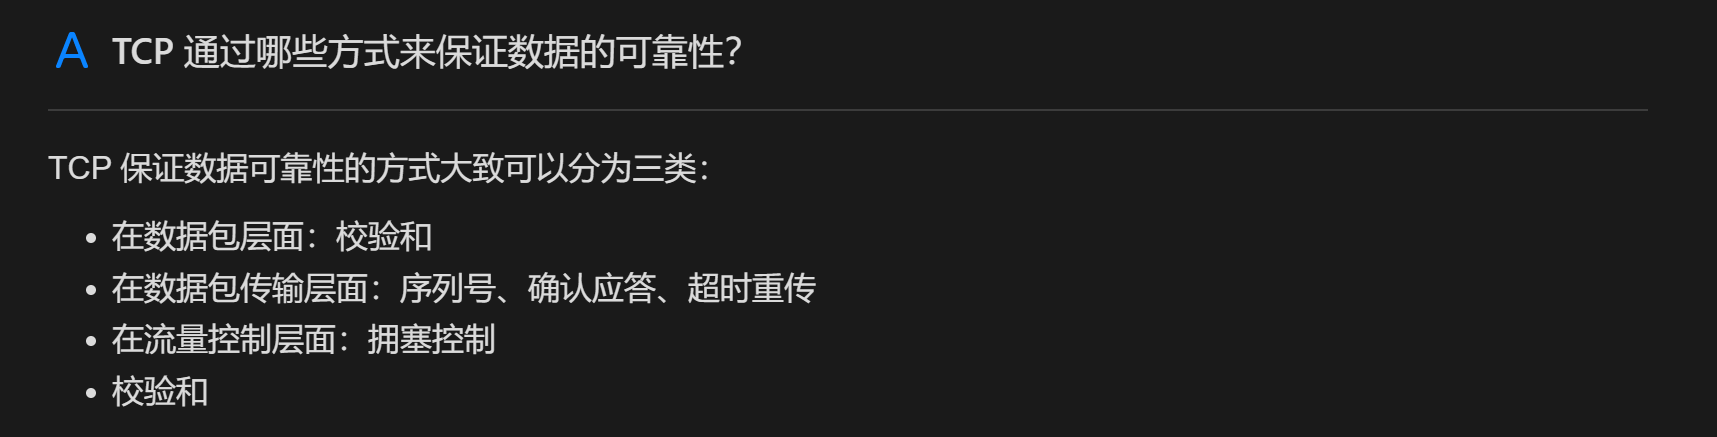 A TCP 通过哪些方式来保证数据的可靠性？
TCP 保证数据可靠性的方式大致可以分为三类：
• 在数据包层面：校验和
• 在数据包传输层面：序列号、确认应答、超时重传
• 在流量控制层面：拥塞控制
• 校验和